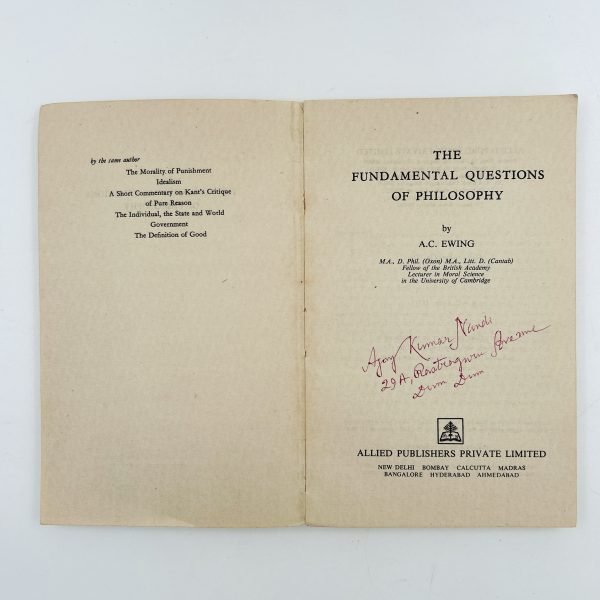 by the same author
The Morality of Punishment
Idealism
A Short Commentary on Kant's Critique
of Pure Reason
The Individual, the State and World
Government
The Definition of Good
THE
FUNDAMENTAL QUESTIONS
OF PHILOSOPHY
by
A.C. EWING
M.A., D. Phil. (Oxon) M.A., Litt. D. (Cantab)
Fellow of the British Academy
Lecturer in Moral Science
in the University of Cambridge
Ajay Kumar Nandi
29A, Rastraguru Avenue
Dum Dum
ALLIED PUBLISHERS PRIVATE LIMITED
NEW DELHI BOMBAY CALCUTTA MADRAS
BANGALORE HYDERABAD AHMEDABAD